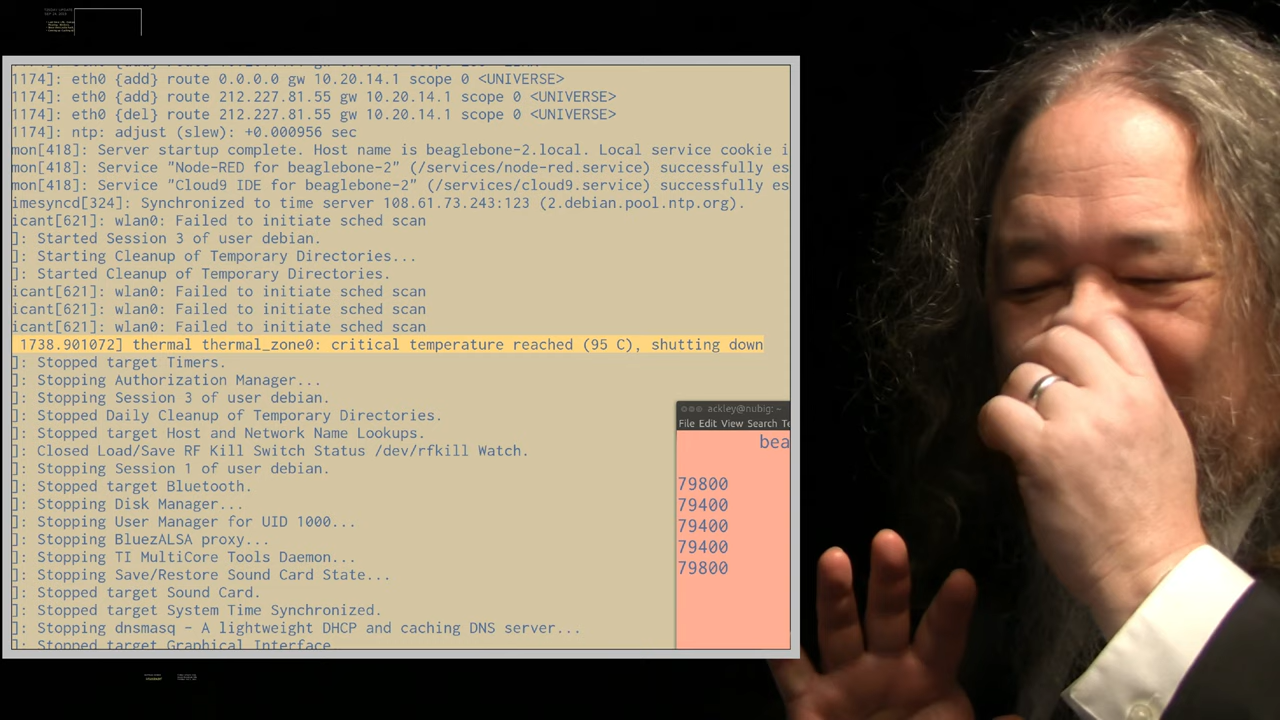 1174]: eth0 {add} route 0.0.0.0 gw 10.20.14.1 scope 0 <UNIVERSE>
1174]: eth0 {add} route 212.227.81.55 gw 10.20.14.1 scope 0 <UNIVERSE>
1174]: eth0 {del} route 212.227.81.55 gw 10.20.14.1 scope 0 <UNIVERSE>
1174]: ntp: adjust (slew): +0.000956 sec
mon[418]: Server startup complete. Host name is beaglebone-2.local. Local service cookie i
mon[418]: Service "Node-RED for beaglebone-2" (/services/node-red.service) successfully es
mon[418]: Service "Cloud9 IDE for beaglebone-2" (/services/cloud9.service) successfully es
imesyncd[324]: Synchronized to time server 108.61.73.243:123 (2.debian.pool.ntp.org).
icant[621]: wlan0: Failed to initiate sched scan
]: Started Session 3 of user debian.
]: Starting Cleanup of Temporary Directories...
]: Started Cleanup of Temporary Directories.
icant[621]: wlan0: Failed to initiate sched scan
icant[621]: wlan0: Failed to initiate sched scan
icant[621]: wlan0: Failed to initiate sched scan
1738.901072] thermal thermal_zone0: critical temperature reached (95 C), shutting down
]: Stopped target Timers.
]: Stopping Authorization Manager...
]: Stopping Session 3 of user debian.
]: Stopped Daily Cleanup of Temporary Directories.
]: Stopped target Host and Network Name Lookups.
]: Closed Load/Save RF Kill Switch Status /dev/rfkill Watch.
]: Stopping Session 1 of user debian.
]: Stopped target Bluetooth.
]: Stopping Disk Manager...
]: Stopping User Manager for UID 1000...
]: Stopping BluezALSA proxy...
]: Stopping TI MultiCore Tools Daemon...
]: Stopping Save/Restore Sound Card State...
]: Stopped target Sound Card.
]: Stopped target System Time Synchronized.
]: Stopping dnsmasq - A lightweight DHCP and caching DNS server...
]: Stopped target Graphical Interface
ackley@nubig: ~
File Edit View Search Te
bea
79800
79400
79400
79400
79800